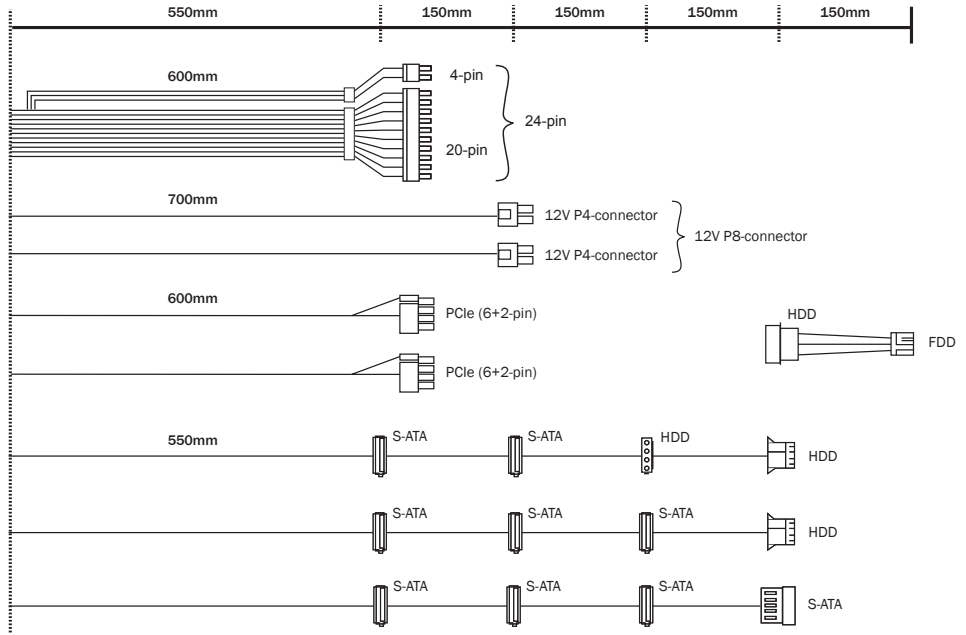 550mm 150mm 150mm 150mm 150mm
600mm
4-pin
24-pin
20-pin
700mm
12V P4-connector
12V P8-connector
12V P4-connector
600mm
PCIe (6+2-pin)
HDD
FDD
PCIe (6+2-pin)
550mm
S-ATA S-ATA HDD
HDD
S-ATA S-ATA S-ATA
HDD
S-ATA S-ATA S-ATA
S-ATA